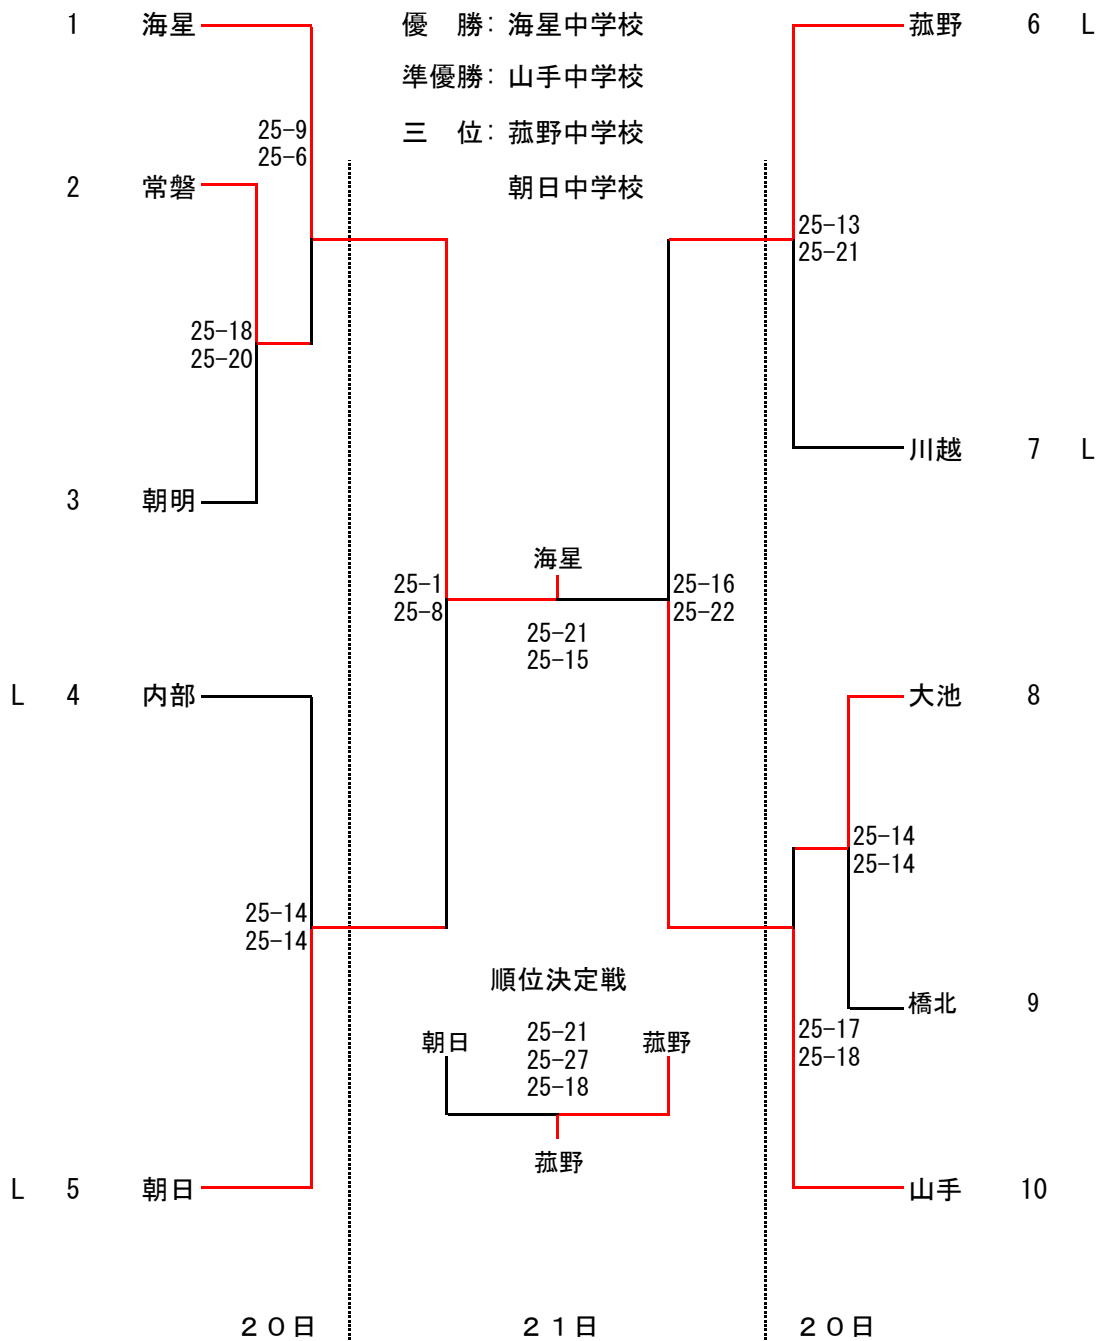 1 海星
優　勝：海星中学校
菰野 6 L
準優勝：山手中学校
25-9
25-6
三　位：菰野中学校
2 常磐
朝日中学校
25-13
25-21
25-18
25-20
川越 7 L
3 朝明
海星
25-1
25-8
25-16
25-22
25-21
25-15
L 4 内部
大池 8
25-14
25-14
25-14
25-14
順位決定戦
橋北 9
朝日
25-21
25-27
25-18
菰野
25-17
25-18
菰野
L 5 朝日
山手 10
２０日
２１日
２０日